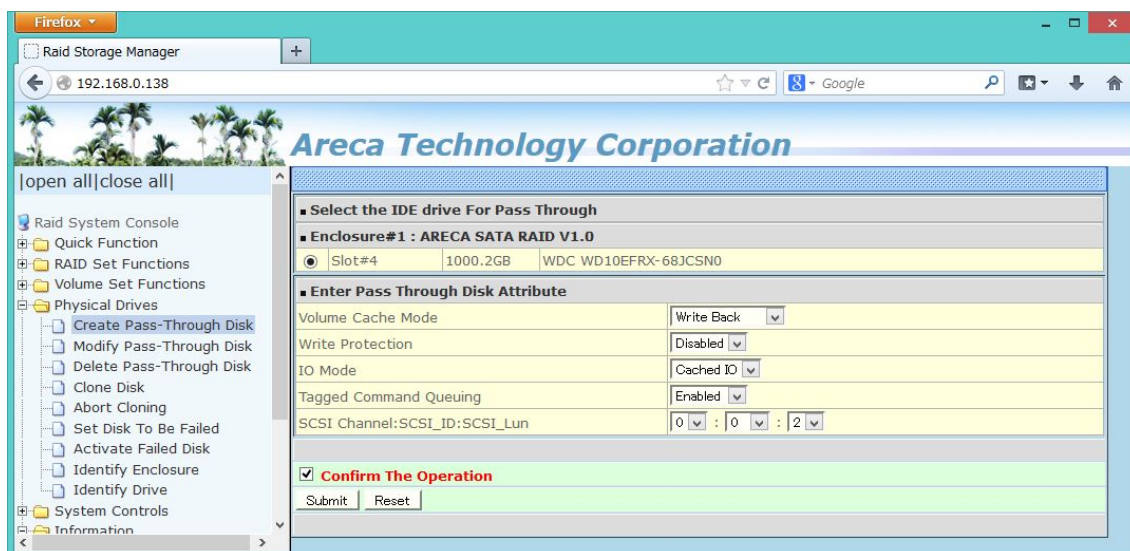 Firefox
Raid Storage Manager
+
192.168.0.138
8 Google
Areca Technology Corporation
|open all|close all|
Raid System Console
Quick Function
RAID Set Functions
Volume Set Functions
Physical Drives
Create Pass-Through Disk
Modify Pass-Through Disk
Delete Pass-Through Disk
Clone Disk
Abort Cloning
Set Disk To Be Failed
Activate Failed Disk
Identify Enclosure
Identify Drive
System Controls
Information
Select the IDE drive For Pass Through
Enclosure#1 : ARECA SATA RAID V1.0
Slot#4 1000.2GB WDC WD10EFRX-68JCSN0
Enter Pass Through Disk Attribute
Volume Cache Mode Write Back
Write Protection Disabled
IO Mode Cached IO
Tagged Command Queuing Enabled
SCSI Channel:SCSI_ID:SCSI_Lun 0 : 0 : 2
Confirm The Operation
Submit Reset